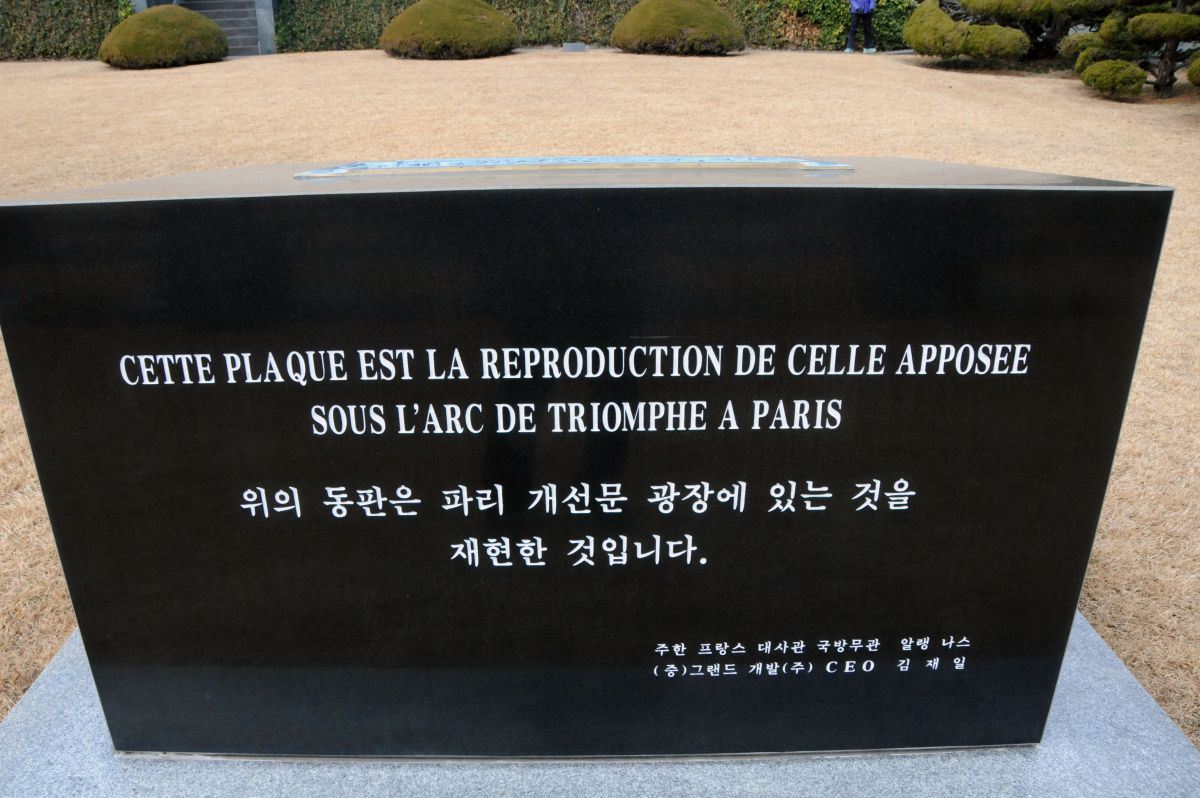 CETTE PLAQUE EST LA REPRODUCTION DE CELLE APPOSEE
SOUS L'ARC DE TRIOMPHE A PARIS
위의 동판은 파리 개선문 광장에 있는 것을
재현한 것입니다.
주한 프랑스 대사관 국방무관 알랭 나스
(증)그랜드 개발(주) CEO 김 재 일